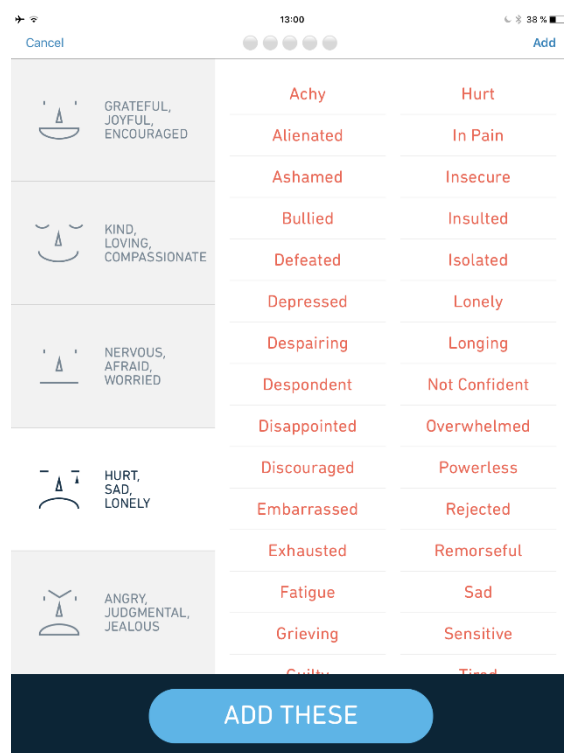 13:00
38 %
Cancel
Add
GRATEFUL,
JOYFUL,
ENCOURAGED
KIND,
LOVING,
COMPASSIONATE
NERVOUS,
AFRAID,
WORRIED
HURT,
SAD,
LONELY
ANGRY,
JUDGMENTAL,
JEALOUS
Achy
Hurt
Alienated
In Pain
Ashamed
Insecure
Bullied
Insulted
Defeated
Isolated
Depressed
Lonely
Despairing
Longing
Despondent
Not Confident
Disappointed
Overwhelmed
Discouraged
Powerless
Embarrassed
Rejected
Exhausted
Remorseful
Fatigue
Sad
Grieving
Sensitive
Guilty
Tired
ADD THESE